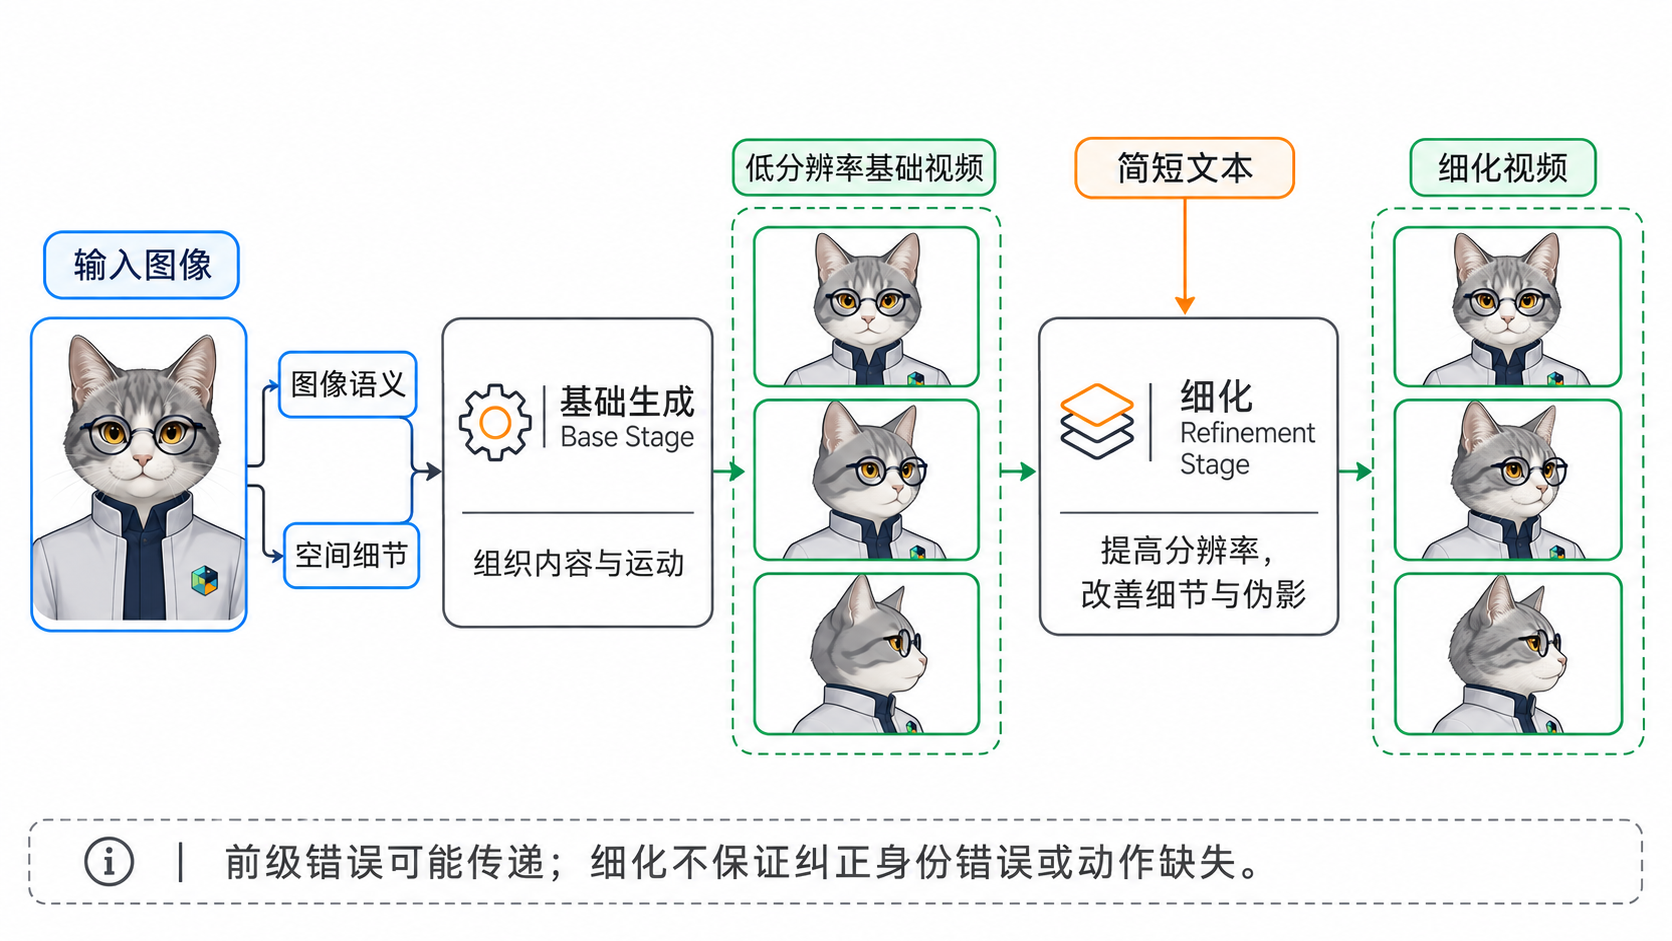 输入图像
图像语义
空间细节
基础生成
Base Stage
组织内容与运动
低分辨率基础视频
简短文本
细化
Refinement
Stage
提高分辨率，
改善细节与伪影
细化视频
前级错误可能传递；细化不保证纠正身份错误或动作缺失。